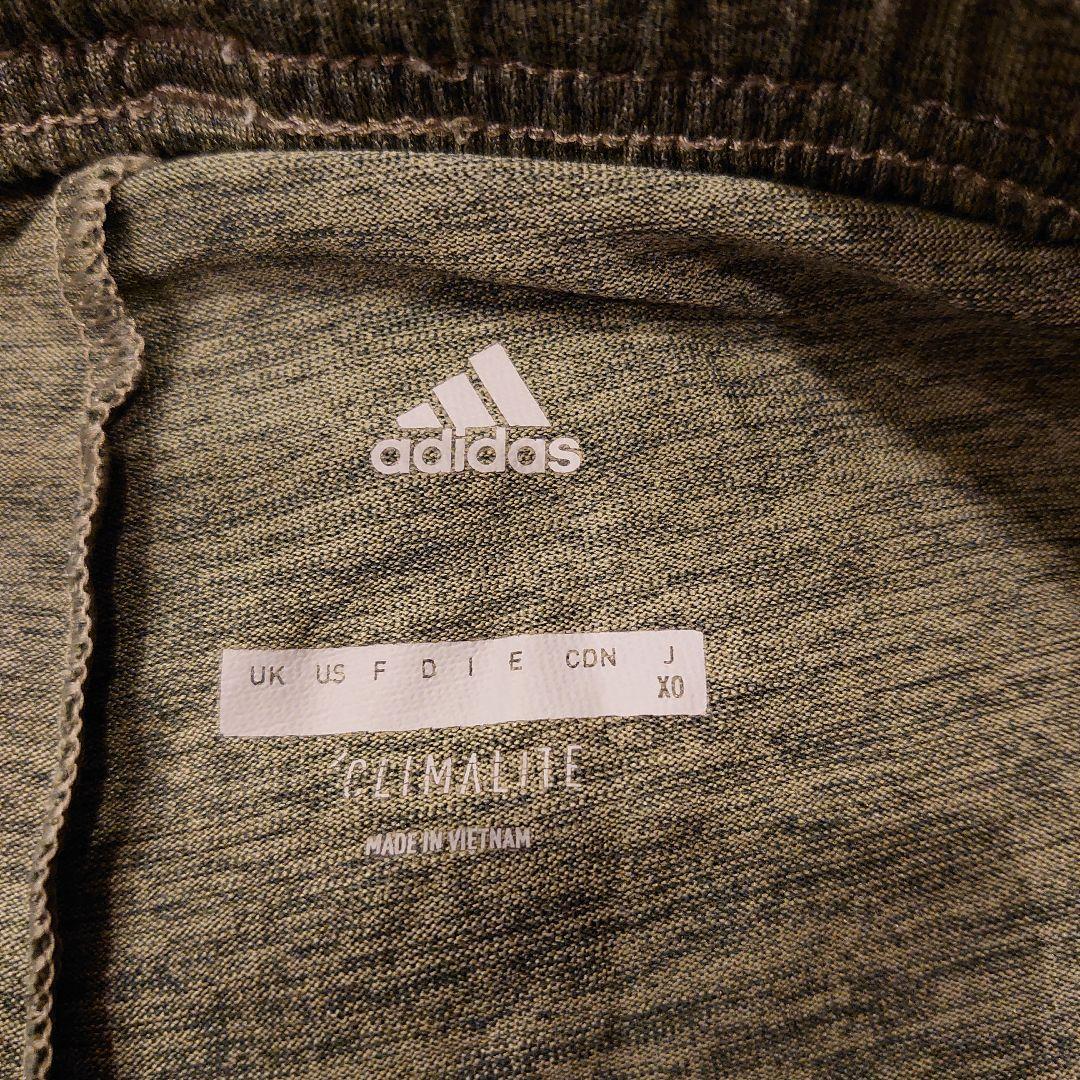 adidas
UK US F D I E CDN J
XO
CLIMALITE
MADE IN VIETNAM